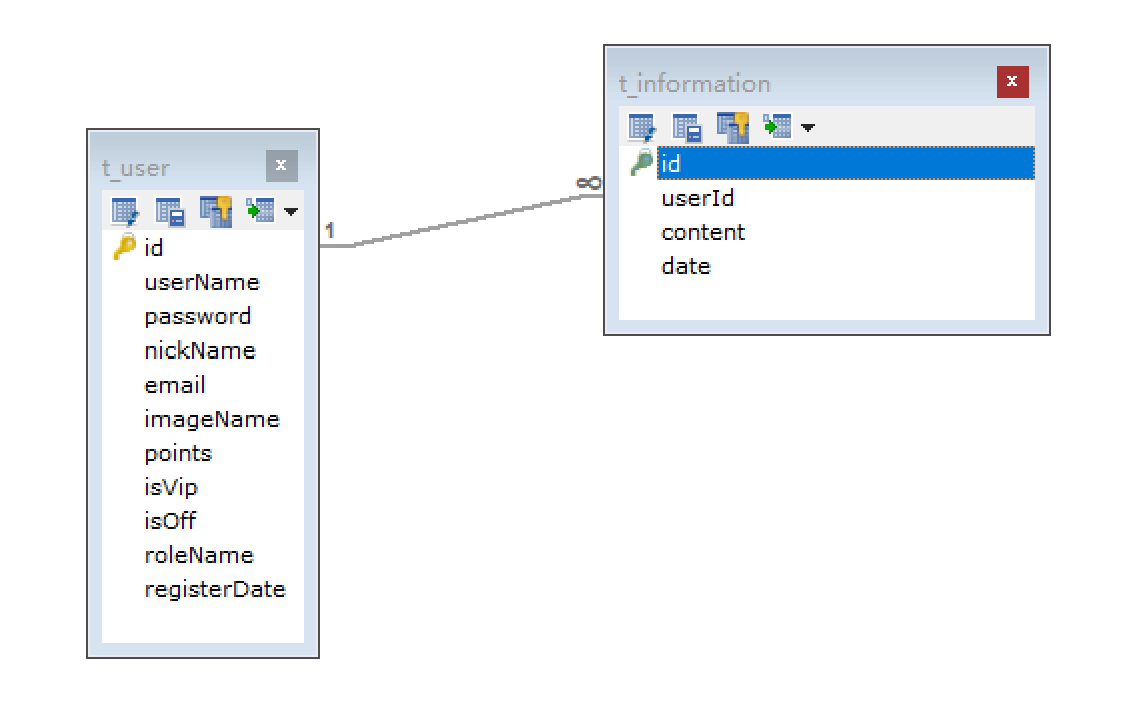 t_user
x
id
userName
password
nickName
email
imageName
points
isVip
isOff
roleName
registerDate
1
∞
t_information
x
id
userId
content
date